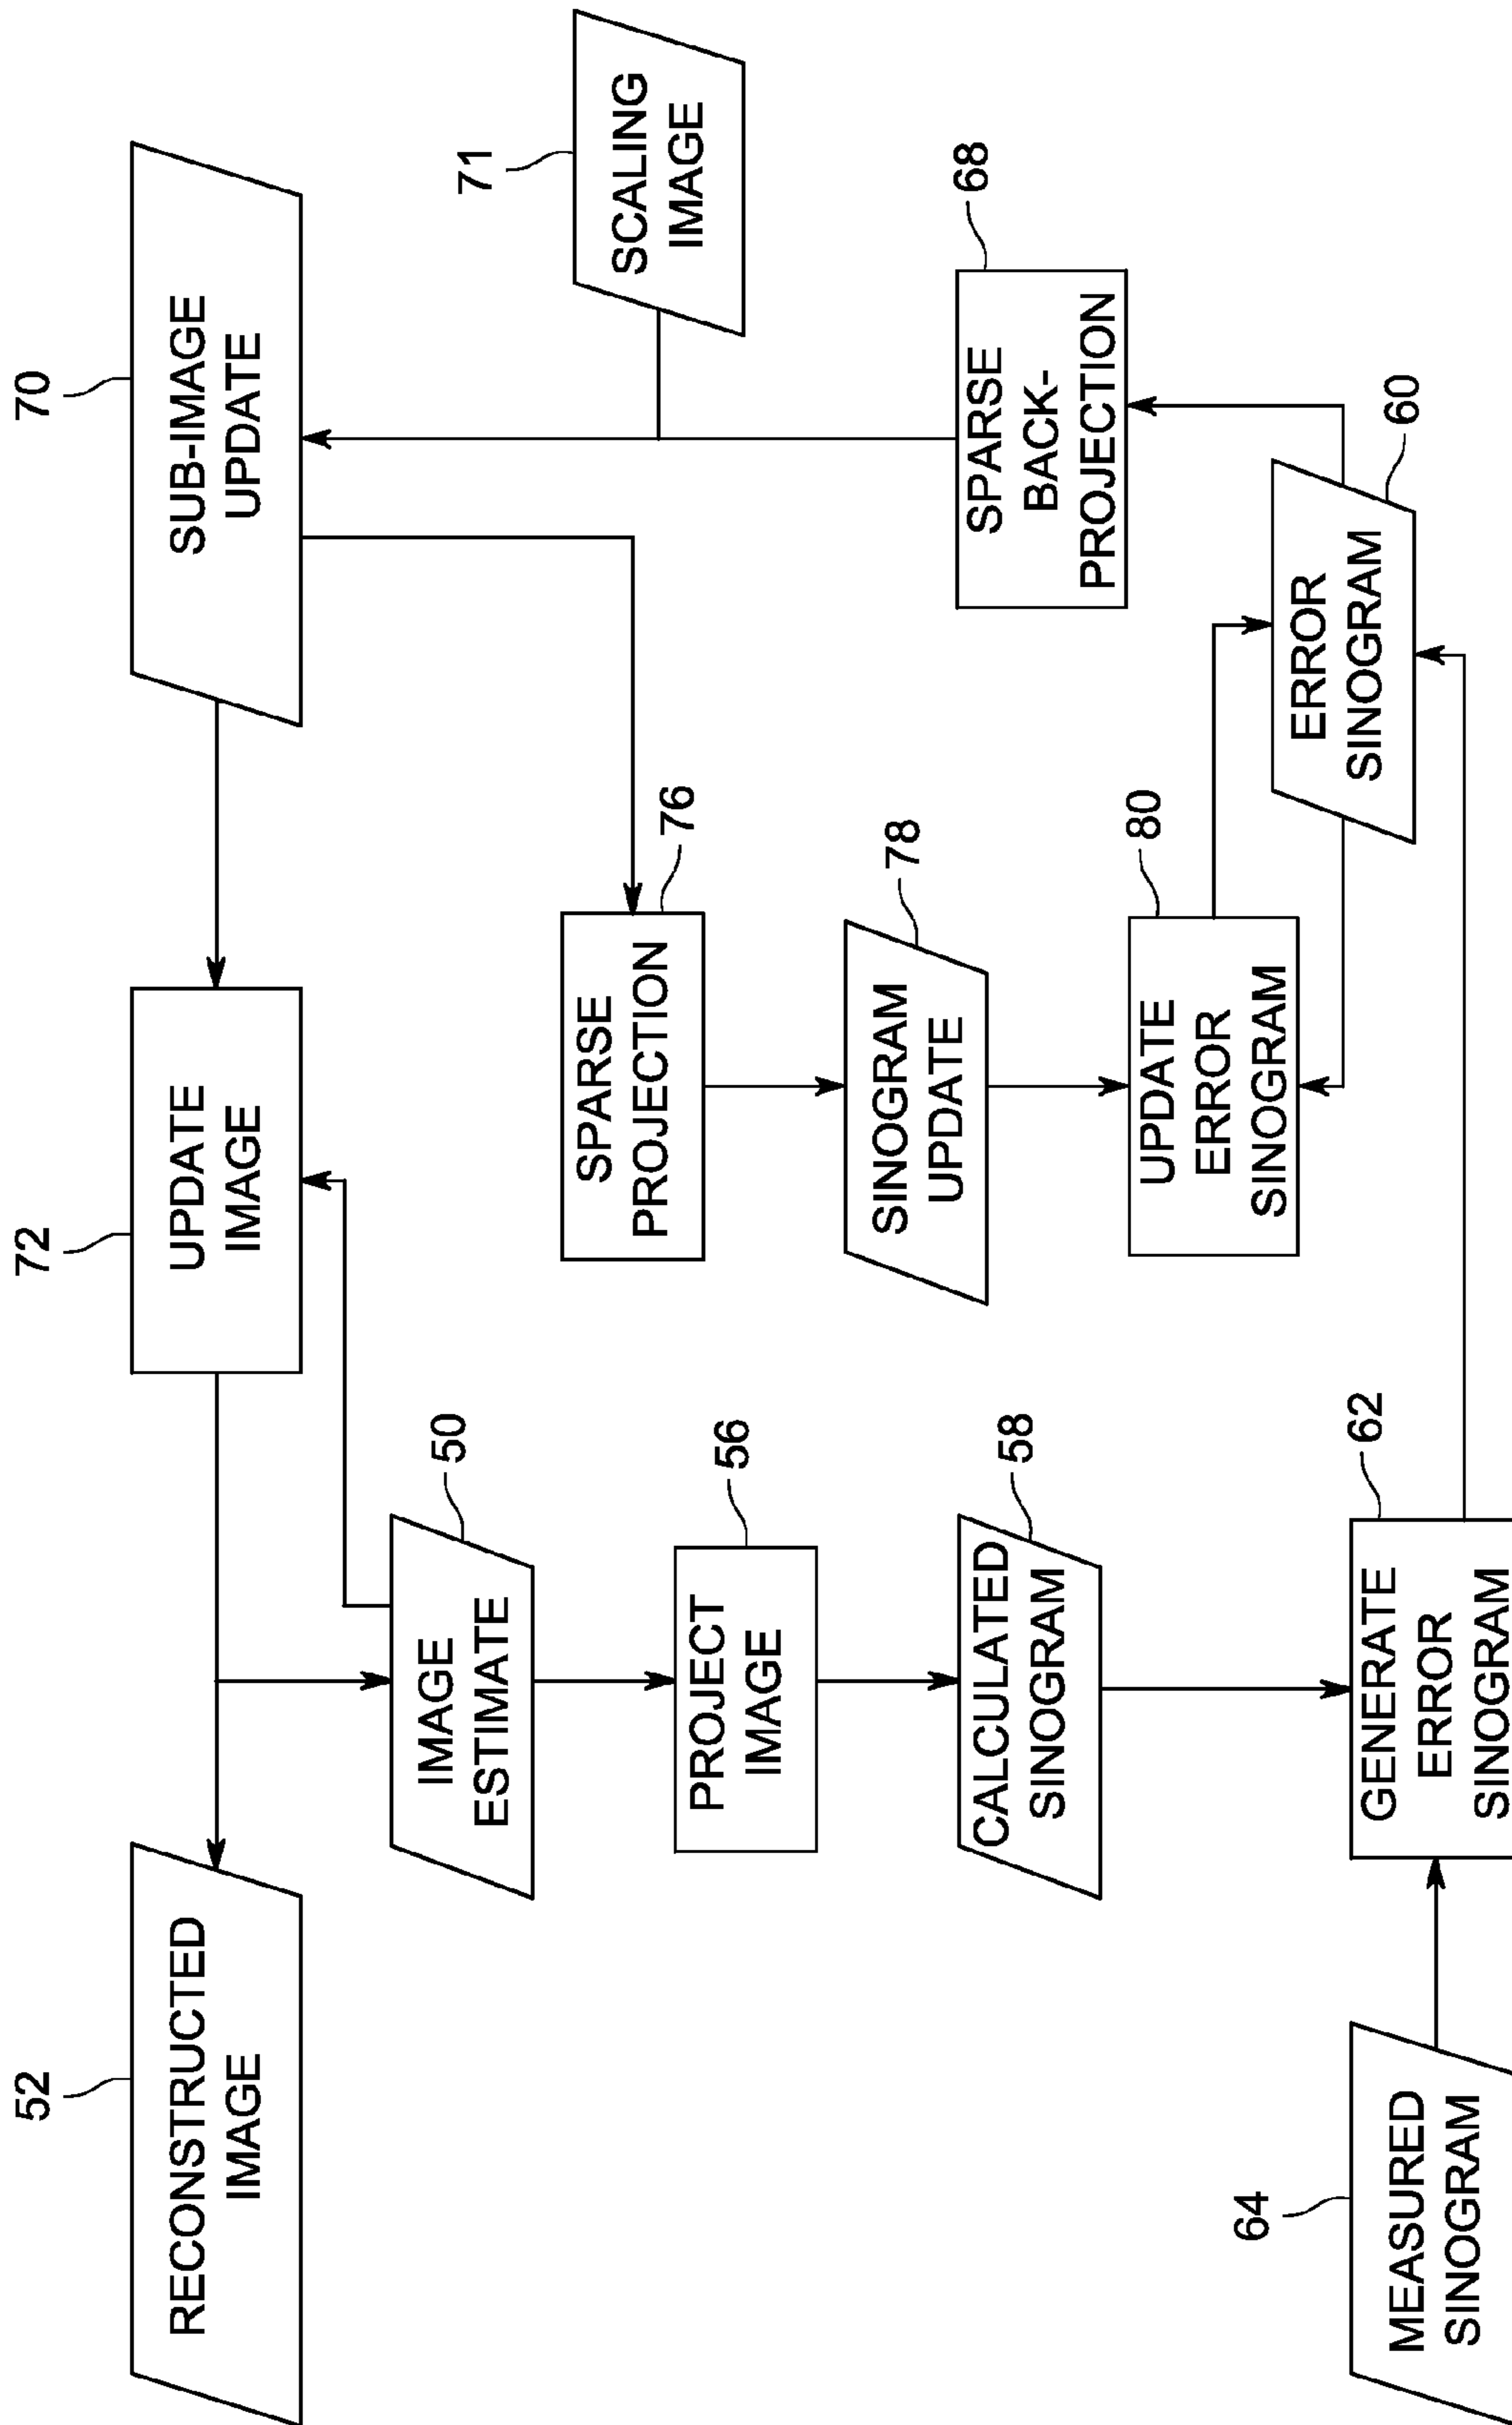 52
RECONSTRUCTED
IMAGE
72
UPDATE
IMAGE
70
SUB-IMAGE
UPDATE
50
IMAGE
ESTIMATE
71
SCALING
IMAGE
76
SPARSE
PROJECTION
56
PROJECT
IMAGE
78
SINOGRAM
UPDATE
68
SPARSE
BACK-
PROJECTION
58
CALCULATED
SINOGRAM
80
UPDATE
ERROR
SINOGRAM
60
ERROR
SINOGRAM
64
MEASURED
SINOGRAM
62
GENERATE
ERROR
SINOGRAM